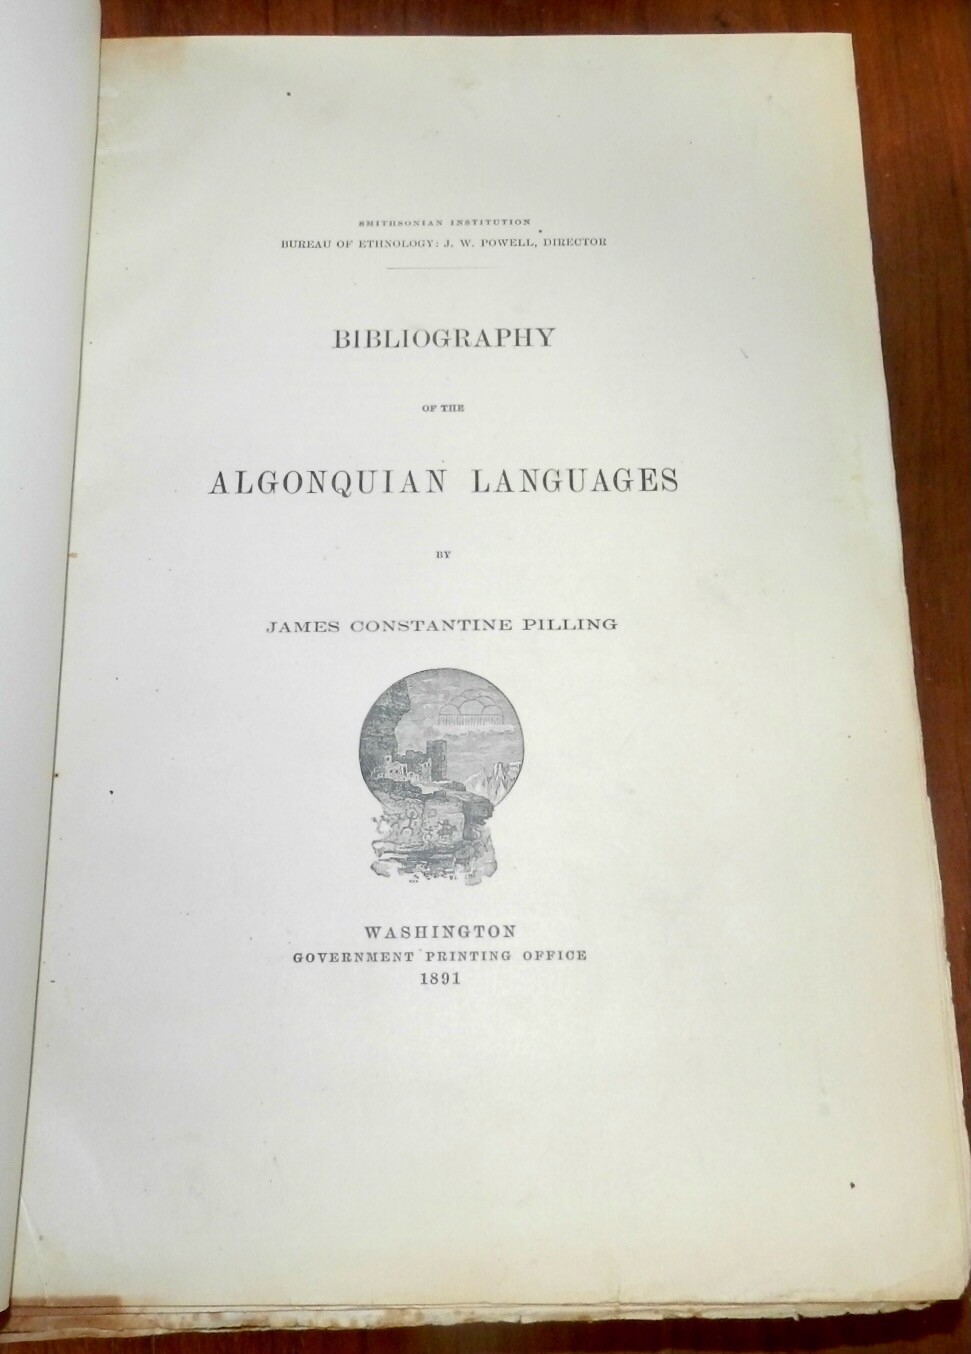 SMITHSONIAN INSTITUTION
BUREAU OF ETHNOLOGY: J. W. POWELL, DIRECTOR
BIBLIOGRAPHY
OF THE
ALGONQUIAN LANGUAGES
BY
JAMES CONSTANTINE PILLING
WASHINGTON
GOVERNMENT PRINTING OFFICE
1891